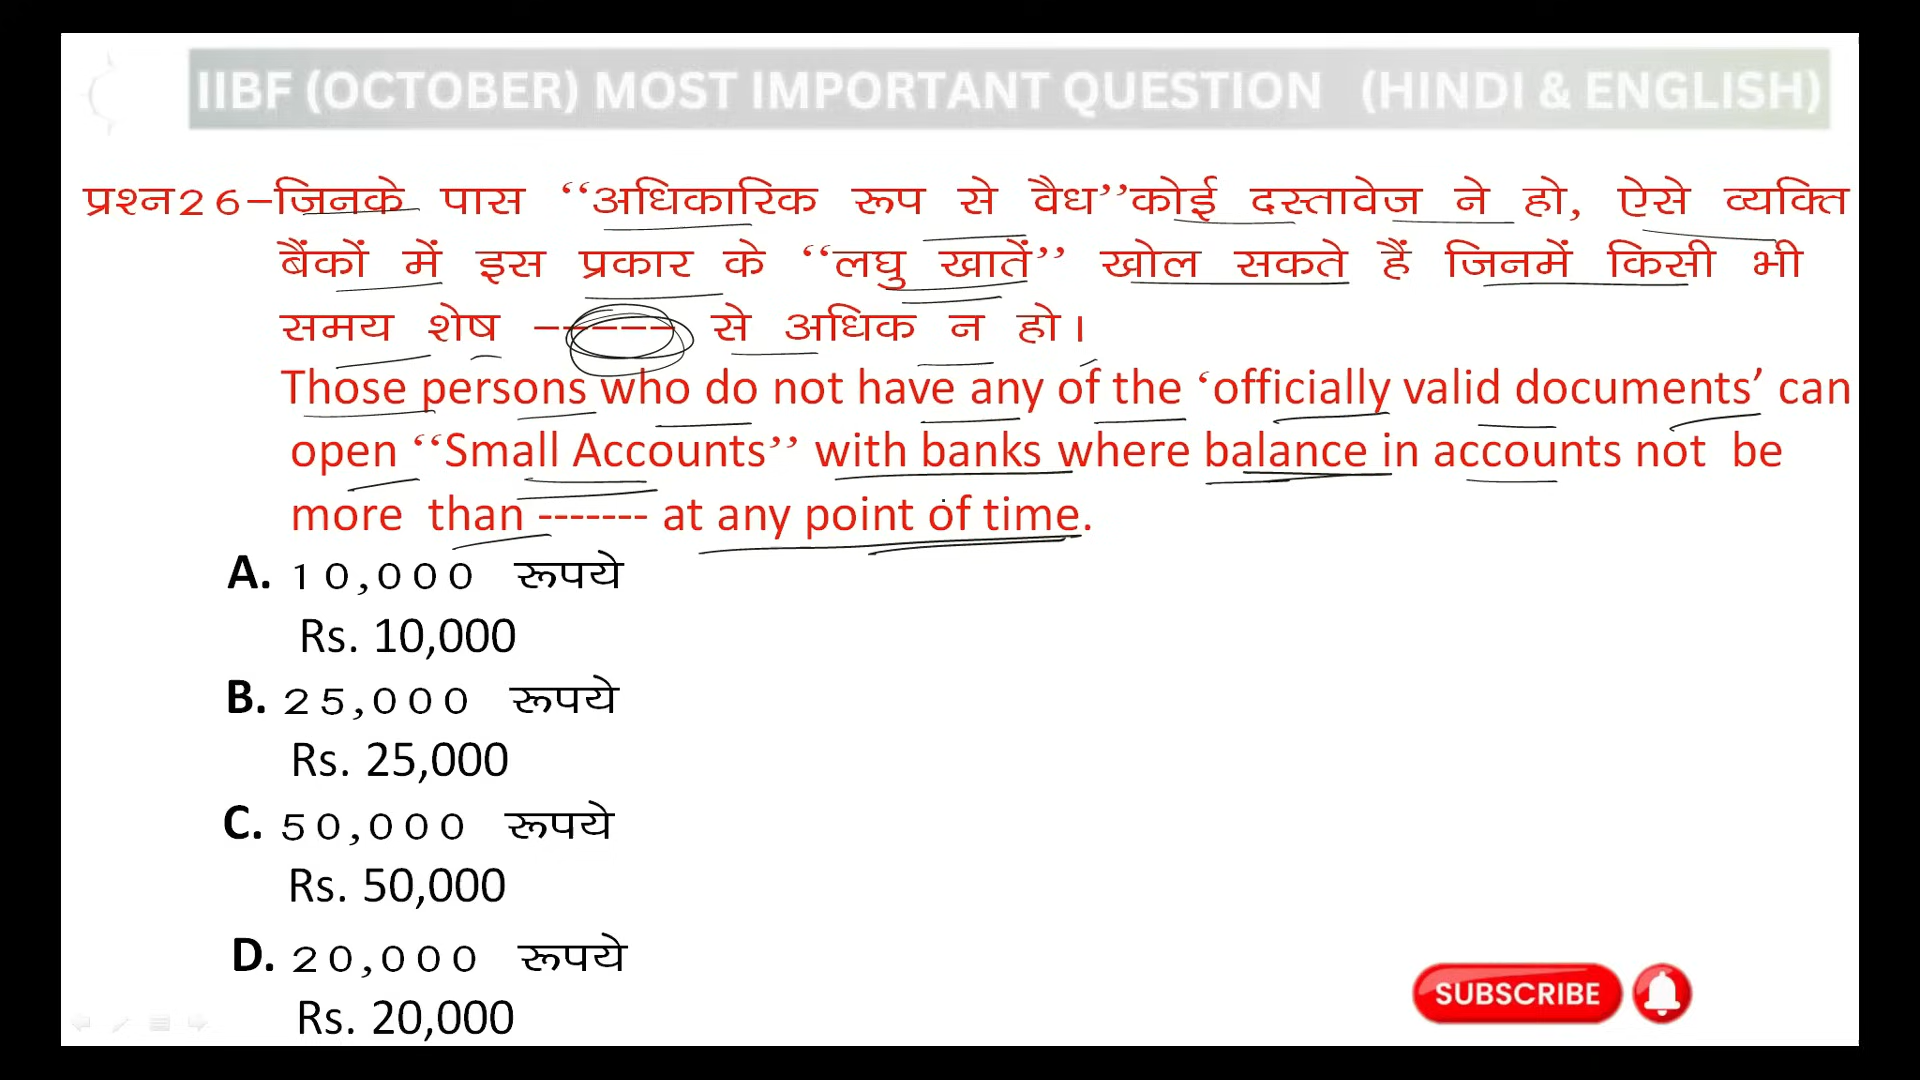 IIBF (OCTOBER) MOST IMPORTANT QUESTION (HINDI & ENGLISH)
प्रश्न26–जिनके पास ‘‘अधिकारिक रूप से वैध’’कोई दस्तावेज ने हो, ऐसे व्यक्ति
बैंकों में इस प्रकार के ‘‘लघु खातें’’ खोल सकते हैं जिनमें किसी भी
समय शेष ------ से अधिक न हो।
Those persons who do not have any of the ‘officially valid documents’ can
open ‘‘Small Accounts’’ with banks where balance in accounts not be
more than ------- at any point of time.
A. 10,000 रूपये
Rs. 10,000
B. 25,000 रूपये
Rs. 25,000
C. 50,000 रूपये
Rs. 50,000
D. 20,000 रूपये
Rs. 20,000
SUBSCRIBE